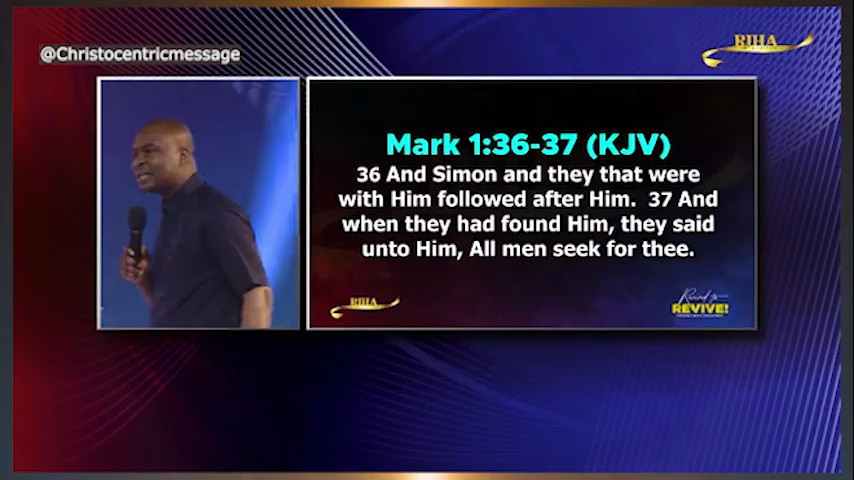 @Christocentricmessage
RIHA
Mark 1:36-37 (KJV)
36 And Simon and they that were
with Him followed after Him. 37 And
when they had found Him, they said
unto Him, All men seek for thee.
RIHA
REVIVE!